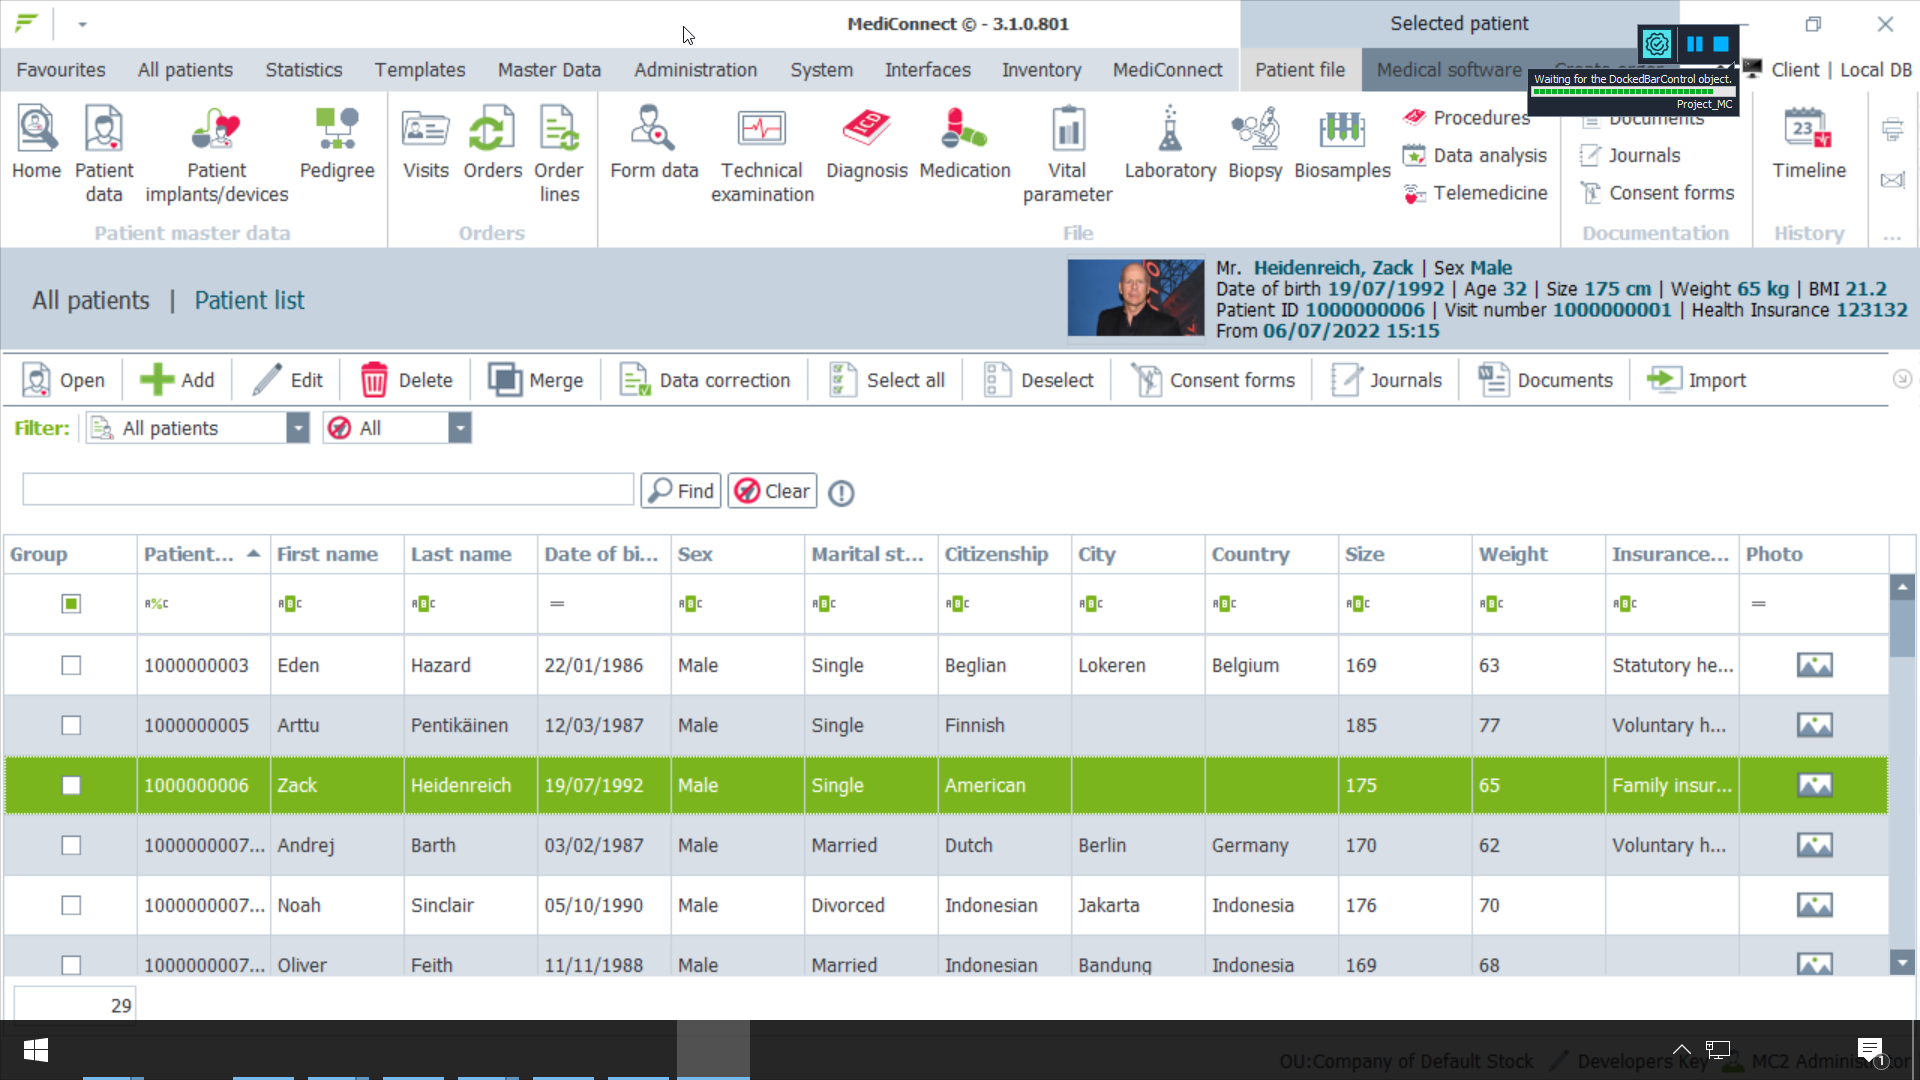 MediConnect © - 3.1.0.801
Selected patient
Favourites All patients Statistics Templates Master Data Administration System Interfaces Inventory MediConnect Patient file Medical software
Client | Local DB
Waiting for the DockedBarControl object.
Project_MC
Home
Patient data
Patient implants/devices
Pedigree
Patient master data
Visits
Orders
Order lines
Orders
Form data
Technical examination
Diagnosis
Medication
Vital parameter
Laboratory
Biopsy
Biosamples
Procedures
Data analysis
Telemedicine
File
Documents
Journals
Consent forms
Documentation
23
Timeline
History
...
All patients | Patient list
Mr. Heidenreich, Zack | Sex Male
Date of birth 19/07/1992 | Age 32 | Size 175 cm | Weight 65 kg | BMI 21.2
Patient ID 1000000006 | Visit number 1000000001 | Health Insurance 123132
From 06/07/2022 15:15
Open Add Edit Delete Merge Data correction Select all Deselect Consent forms Journals Documents Import
Filter: All patients All
Find Clear
Group Patient... First name Last name Date of bi... Sex Marital st... Citizenship City Country Size Weight Insurance... Photo
1000000003 Eden Hazard 22/01/1986 Male Single Beglian Lokeren Belgium 169 63 Statutory he...
1000000005 Arttu Pentikäinen 12/03/1987 Male Single Finnish 185 77 Voluntary h...
1000000006 Zack Heidenreich 19/07/1992 Male Single American 175 65 Family insur...
1000000007... Andrej Barth 03/02/1987 Male Married Dutch Berlin Germany 170 62 Voluntary h...
1000000007... Noah Sinclair 05/10/1990 Male Divorced Indonesian Jakarta Indonesia 176 70
1000000007... Oliver Feith 11/11/1988 Male Married Indonesian Bandung Indonesia 169 68
29
OU:Company of Default Stock Developers Key MC2 Administrator
1